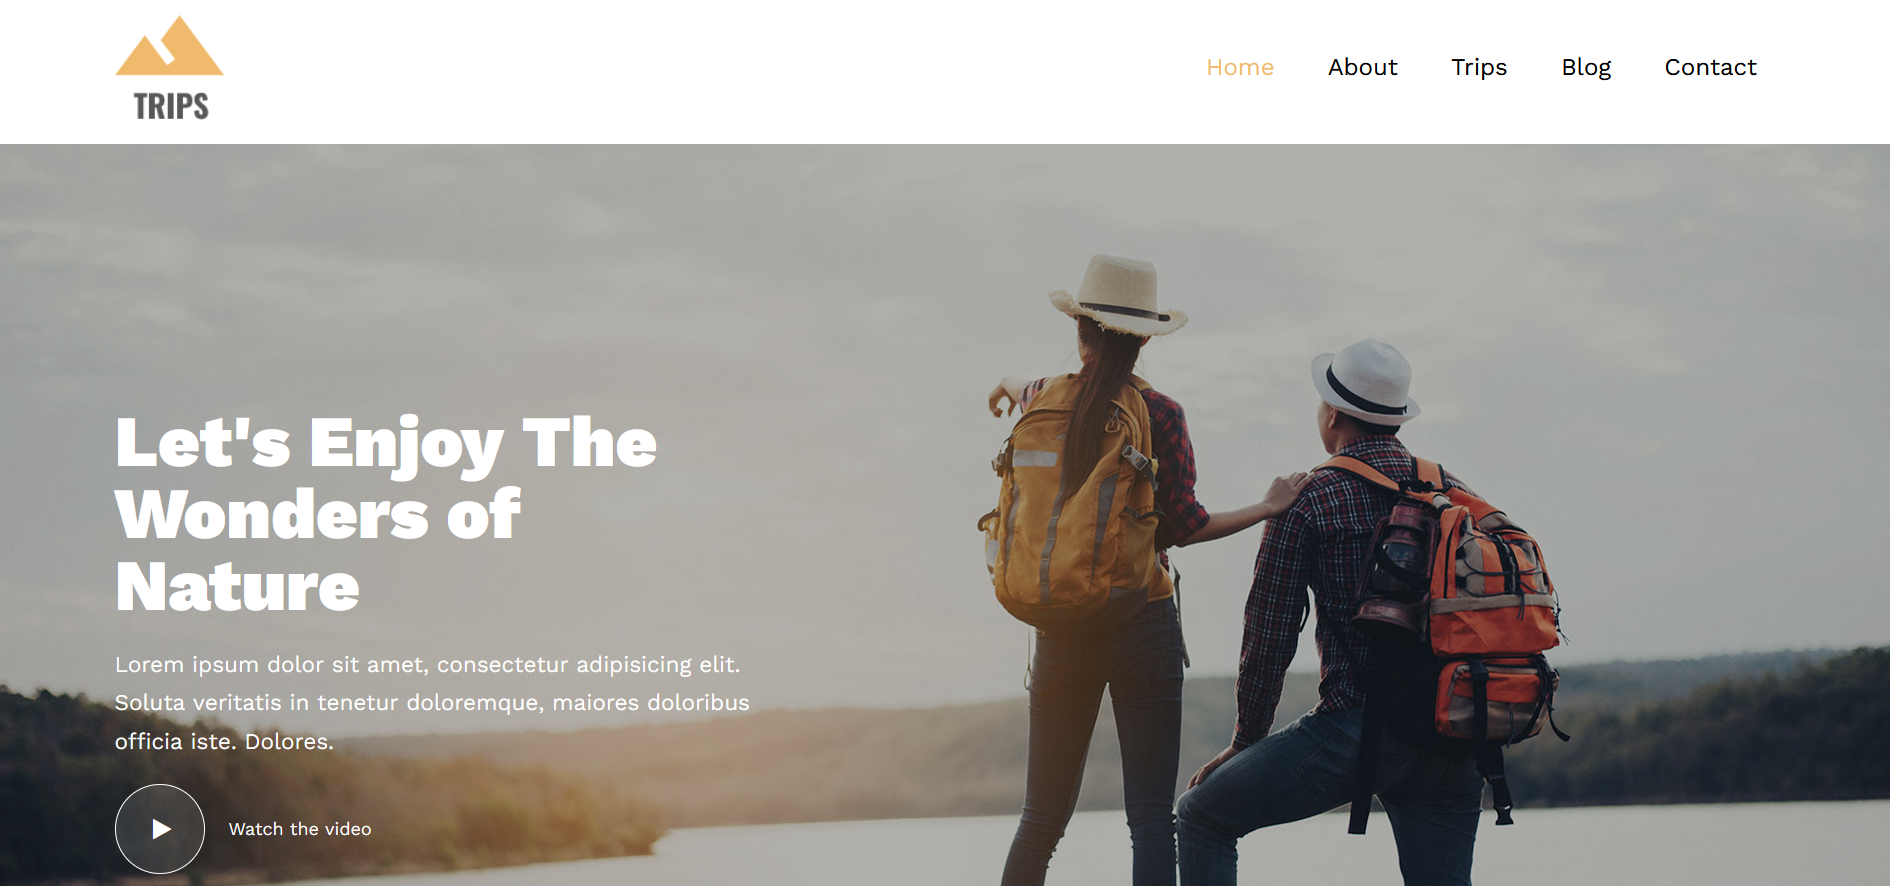 TRIPS
Home About Trips Blog Contact
Let's Enjoy The
Wonders of
Nature
Lorem ipsum dolor sit amet, consectetur adipisicing elit.
Soluta veritatis in tenetur doloremque, maiores doloribus
officia iste. Dolores.
Watch the video